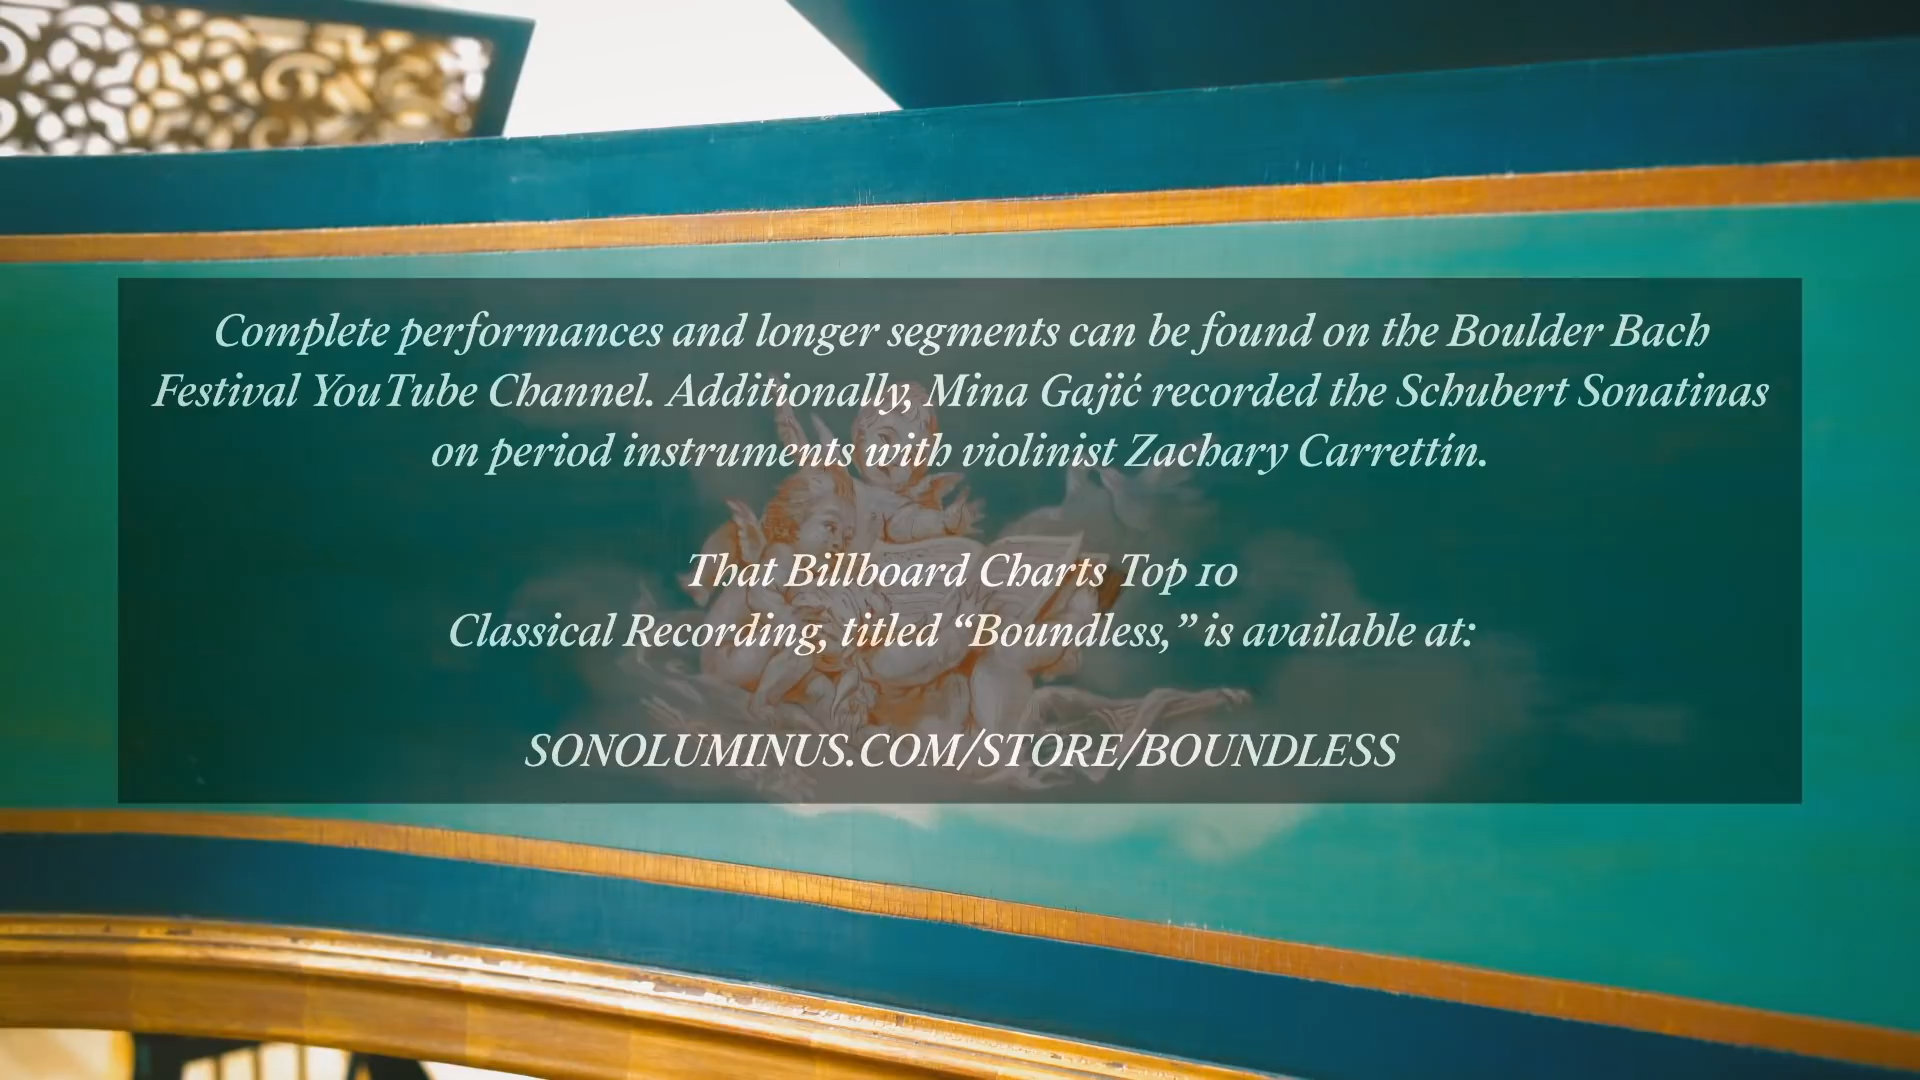 Complete performances and longer segments can be found on the Boulder Bach
Festival YouTube Channel. Additionally, Mina Gajić recorded the Schubert Sonatinas
on period instruments with violinist Zachary Carrettín.
That Billboard Charts Top 10
Classical Recording, titled “Boundless,” is available at:
SONOLUMINUS.COM/STORE/BOUNDLESS